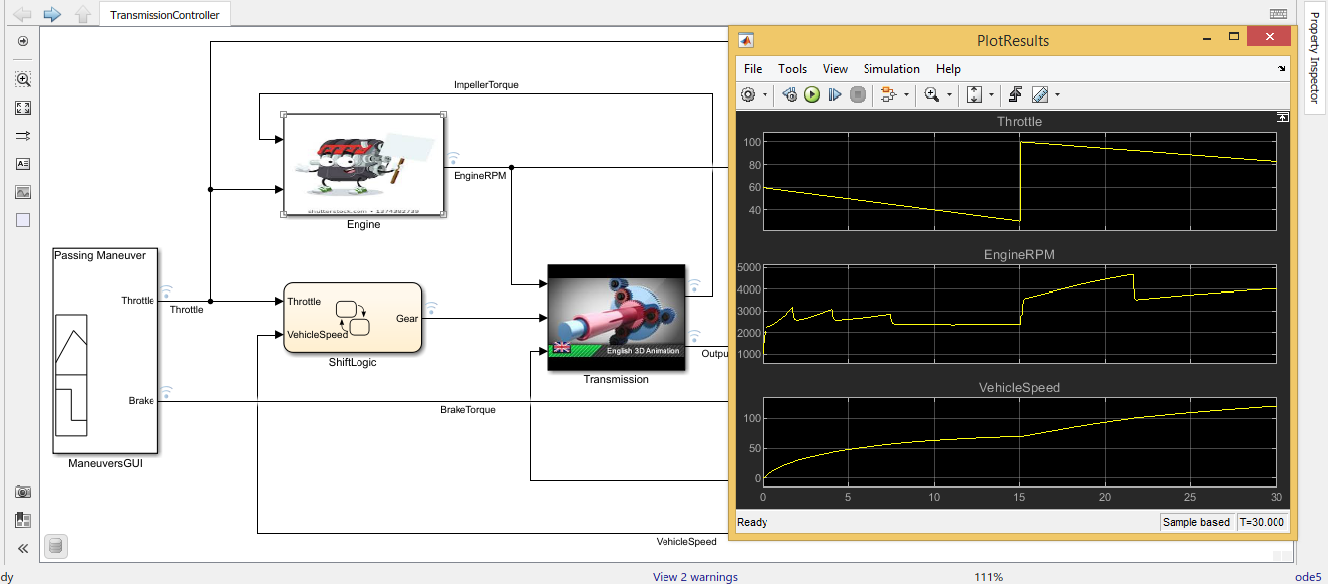 TransmissionController
Property Inspector
PlotResults
File Tools View Simulation Help
ImpellerTorque
shutterstock.com • 1274382739
EngineRPM
Engine
Passing Maneuver
Throttle
Throttle
Brake
ManeuversGUI
Throttle
VehicleSpeed
Gear
ShiftLogic
English 3D Animation
Transmission
Outpu
BrakeTorque
VehicleSpeed
Throttle
100
80
60
40
EngineRPM
5000
4000
3000
2000
1000
VehicleSpeed
100
50
0
0 5 10 15 20 25 30
Ready Sample based T=30.000
dy View 2 warnings 111% ode5